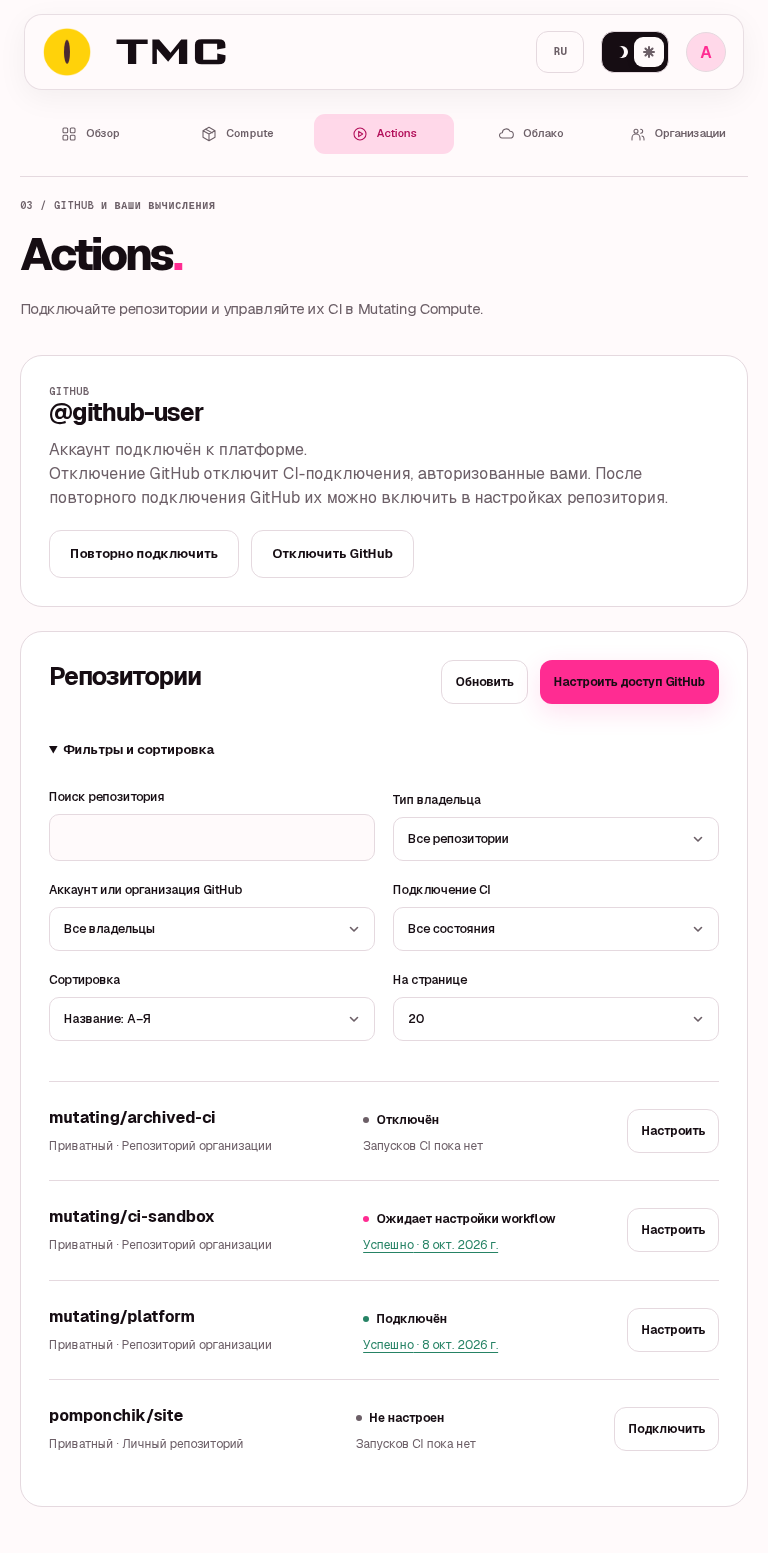 TMC
RU
A
Обзор
Compute
Actions
Облако
Организации
03 / GITHUB И ВАШИ ВЫЧИСЛЕНИЯ
Actions.
Подключайте репозитории и управляйте их CI в Mutating Compute.
GITHUB
@github-user
Аккаунт подключён к платформе.
Отключение GitHub отключит CI-подключения, авторизованные вами. После
повторного подключения GitHub их можно включить в настройках репозитория.
Повторно подключить
Отключить GitHub
Репозитории
Обновить
Настроить доступ GitHub
Фильтры и сортировка
Поиск репозитория
Тип владельца
Все репозитории
Аккаунт или организация GitHub
Подключение CI
Все владельцы
Все состояния
Сортировка
На странице
Название: А–Я
20
mutating/archived-ci
Отключён
Приватный · Репозиторий организации
Запусков CI пока нет
Настроить
mutating/ci-sandbox
Ожидает настройки workflow
Приватный · Репозиторий организации
Успешно · 8 окт. 2026 г.
Настроить
mutating/platform
Подключён
Приватный · Репозиторий организации
Успешно · 8 окт. 2026 г.
Настроить
pomponchik/site
Не настроен
Приватный · Личный репозиторий
Запусков CI пока нет
Подключить